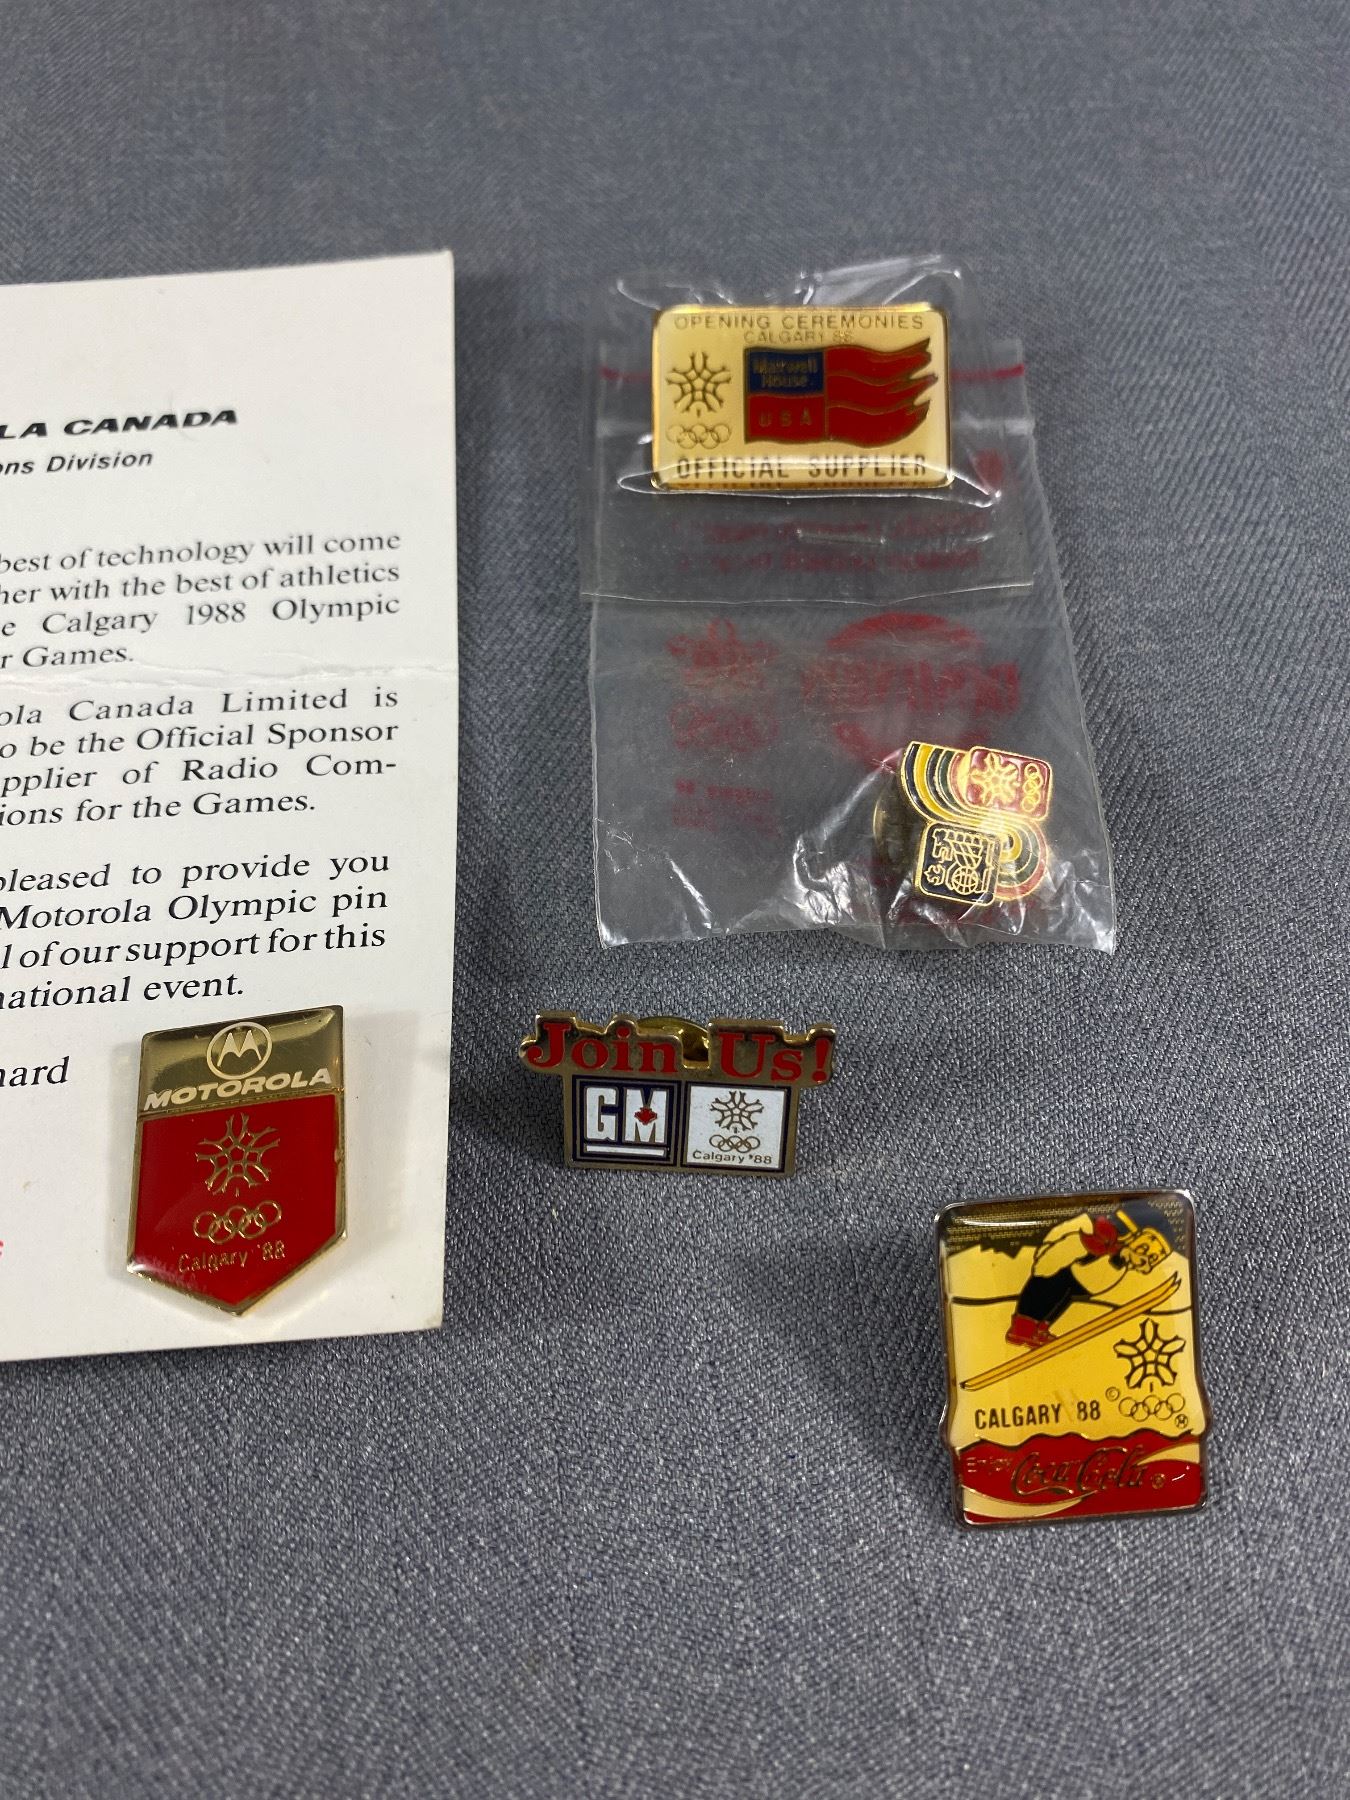 LA CANADA
ons Division
best of technology will come
her with the best of athletics
e Calgary 1988 Olympic
r Games.
ola Canada Limited is
o be the Official Sponsor
pplier of Radio Com-
ions for the Games.
pleased to provide you
Motorola Olympic pin
l of our support for this
national event.
nard
MOTOROLA
Calgary '88
OPENING CEREMONIES
CALGARY 88
Maxwell
House
USA
OFFICIAL SUPPLIER
Join Us!
GM
Calgary '88
CALGARY '88 ©
Enjoy
Coca-Cola ®